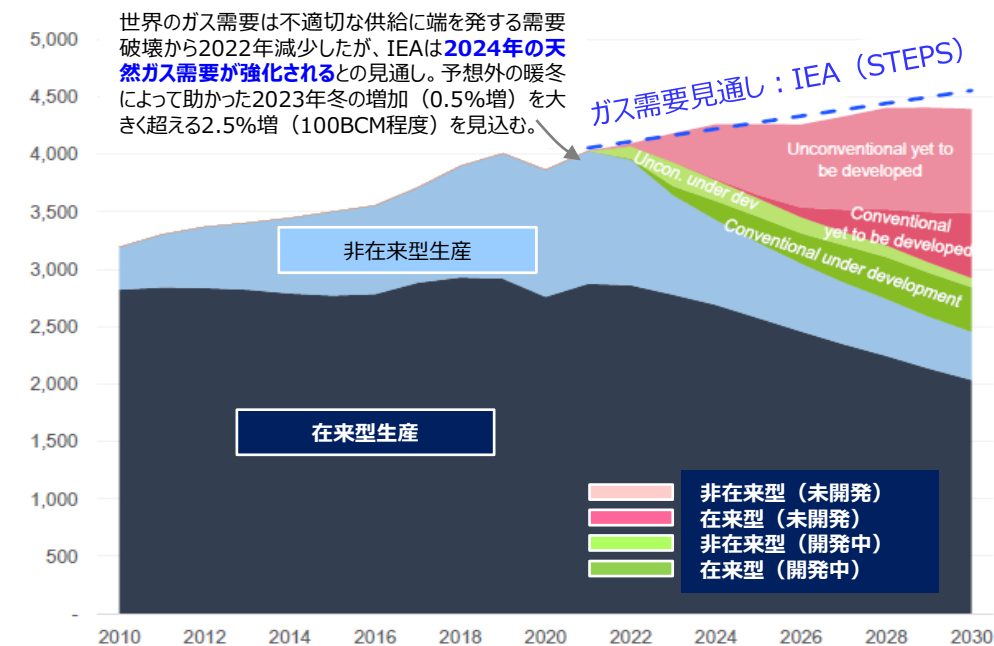 世界のガス需要は不適切な供給に端を発する需要
破壊から2022年減少したが、IEAは2024年の天
然ガス需要が強化されるとの見通し。予想外の暖冬
によって助かった2023年冬の増加（0.5%増）を大
きく超える2.5%増（100BCM程度）を見込む。
ガス需要見通し：IEA（STEPS）
5,000
4,500
4,000
3,500
3,000
2,500
2,000
1,500
1,000
500
-
Unconventional yet to
be developed
Uncon. under dev
Conventional
yet to be developed
Conventional under development
非在来型生産
在来型生産
非在来型（未開発）
在来型（未開発）
非在来型（開発中）
在来型（開発中）
2010 2012 2014 2016 2018 2020 2022 2024 2026 2028 2030